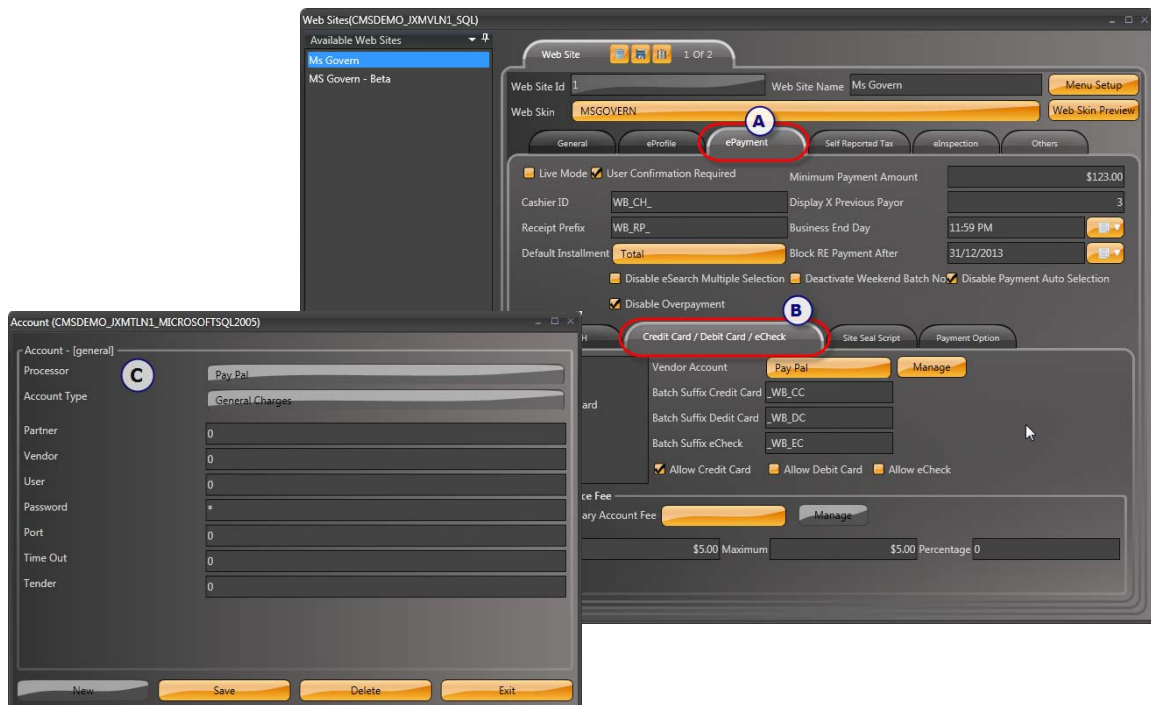 Web Sites(CMSDEMO_JXMVLN1_SQL)
Available Web Sites
Ms Govern
MS Govern - Beta
Web Site 1 Of 2
Web Site Id 1 Web Site Name Ms Govern Menu Setup
Web Skin MSGOVERN Web Skin Preview
A
General eProfile ePayment Self Reported Tax eInspection Others
Live Mode User Confirmation Required Minimum Payment Amount $123.00
Cashier ID WB_CH_ Display X Previous Payor 3
Receipt Prefix WB_RP_ Business End Day 11:59 PM
Default Installment Total Block RE Payment After 31/12/2013
Disable eSearch Multiple Selection Deactivate Weekend Batch No Disable Payment Auto Selection
Disable Overpayment
B
H Credit Card / Debit Card / eCheck Site Seal Script Payment Option
Vendor Account Pay Pal Manage
ard Batch Suffix Credit Card _WB_CC
Batch Suffix Dedit Card _WB_DC
Batch Suffix eCheck _WB_EC
Allow Credit Card Allow Debit Card Allow eCheck
ce Fee
ary Account Fee Manage
$5.00 Maximum $5.00 Percentage 0
Account (CMSDEMO_JXMTLN1_MICROSOFTSQL2005)
Account - [general]
Processor Pay Pal
C
Account Type General Charges
Partner 0
Vendor 0
User 0
Password *
Port 0
Time Out 0
Tender 0
New Save Delete Exit